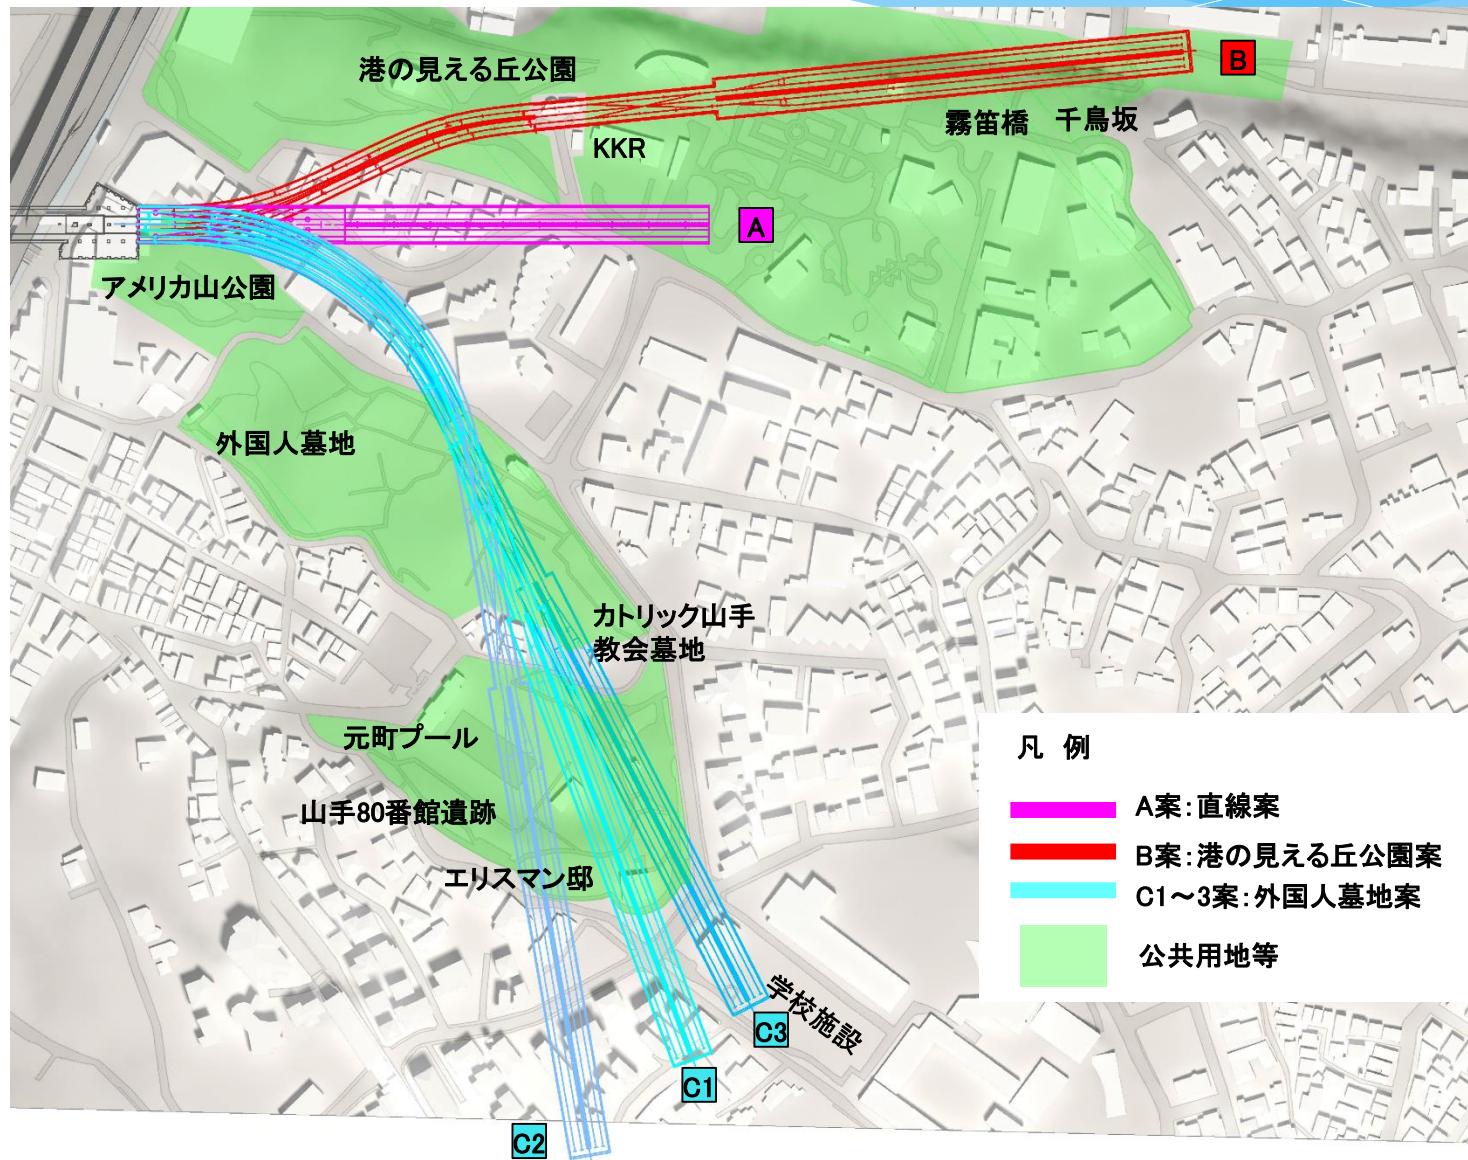 B
港の見える丘公園
霧笛橋 千鳥坂
KKR
A
アメリカ山公園
外国人墓地
カトリック山手
教会墓地
元町プール
山手80番館遺跡
エリスマン邸
学校施設
C3
C1
C2
凡 例
A案:直線案
B案:港の見える丘公園案
C1~3案:外国人墓地案
公共用地等